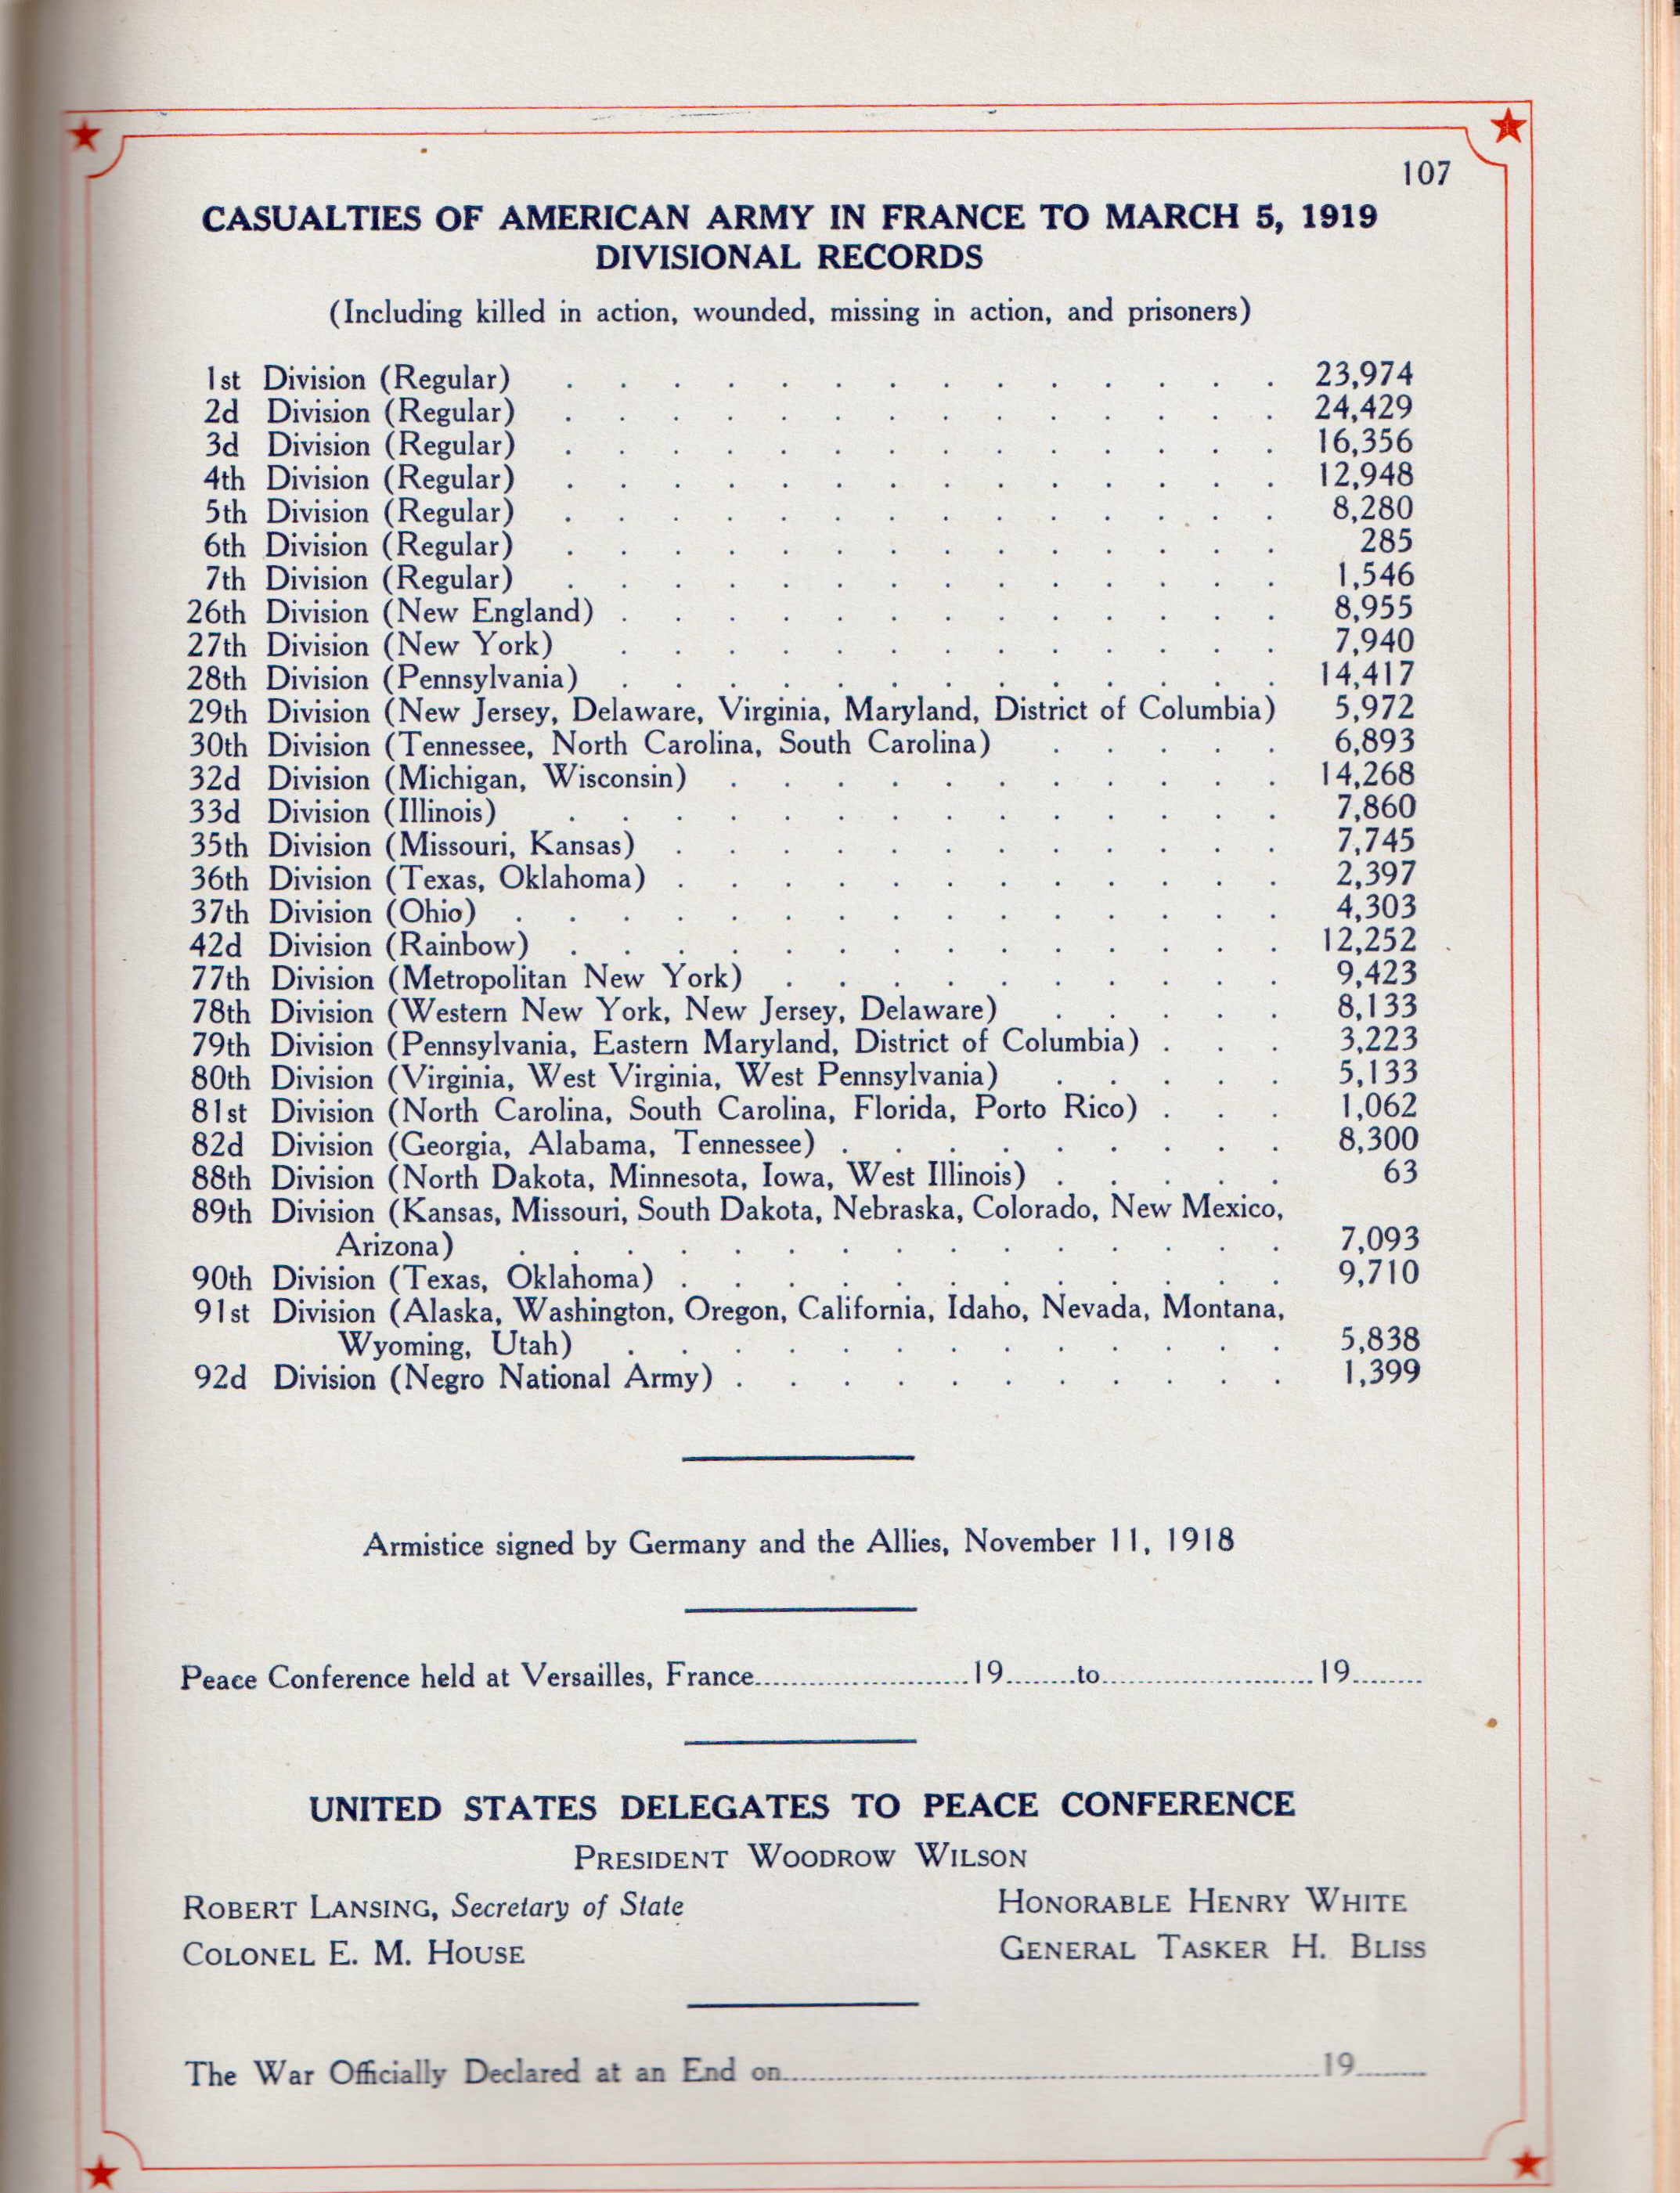 107
CASUALTIES OF AMERICAN ARMY IN FRANCE TO MARCH 5, 1919
DIVISIONAL RECORDS
(Including killed in action, wounded, missing in action, and prisoners)
1st Division (Regular) . . . . . . . . . . . . . . 23,974
2d Division (Regular) . . . . . . . . . . . . . . 24,429
3d Division (Regular) . . . . . . . . . . . . . . 16,356
4th Division (Regular) . . . . . . . . . . . . . . 12,948
5th Division (Regular) . . . . . . . . . . . . . . 8,280
6th Division (Regular) . . . . . . . . . . . . . . 285
7th Division (Regular) . . . . . . . . . . . . . . 1,546
26th Division (New England) . . . . . . . . . . . . . 8,955
27th Division (New York) . . . . . . . . . . . . . 7,940
28th Division (Pennsylvania) . . . . . . . . . . . . . 14,417
29th Division (New Jersey, Delaware, Virginia, Maryland, District of Columbia) 5,972
30th Division (Tennessee, North Carolina, South Carolina) . . . . . 6,893
32d Division (Michigan, Wisconsin) . . . . . . . . . . . 14,268
33d Division (Illinois) . . . . . . . . . . . . . . 7,860
35th Division (Missouri, Kansas) . . . . . . . . . . . . 7,745
36th Division (Texas, Oklahoma) . . . . . . . . . . . . 2,397
37th Division (Ohio) . . . . . . . . . . . . . . . 4,303
42d Division (Rainbow) . . . . . . . . . . . . . . 12,252
77th Division (Metropolitan New York) . . . . . . . . . . 9,423
78th Division (Western New York, New Jersey, Delaware) . . . . . 8,133
79th Division (Pennsylvania, Eastern Maryland, District of Columbia) . . . 3,223
80th Division (Virginia, West Virginia, West Pennsylvania) . . . . . 5,133
81st Division (North Carolina, South Carolina, Florida, Porto Rico) . . . 1,062
82d Division (Georgia, Alabama, Tennessee) . . . . . . . . . 8,300
88th Division (North Dakota, Minnesota, Iowa, West Illinois) . . . . . 63
89th Division (Kansas, Missouri, South Dakota, Nebraska, Colorado, New Mexico,
Arizona) . . . . . . . . . . . . . . . 7,093
90th Division (Texas, Oklahoma) . . . . . . . . . . . . 9,710
91st Division (Alaska, Washington, Oregon, California, Idaho, Nevada, Montana,
Wyoming, Utah) . . . . . . . . . . . . . 5,838
92d Division (Negro National Army) . . . . . . . . . . . 1,399
Armistice signed by Germany and the Allies, November 11, 1918
Peace Conference held at Versailles, France..........................19.........to..........................19.........
UNITED STATES DELEGATES TO PEACE CONFERENCE
PRESIDENT WOODROW WILSON
ROBERT LANSING, Secretary of State HONORABLE HENRY WHITE
COLONEL E. M. HOUSE GENERAL TASKER H. BLISS
The War Officially Declared at an End on..................................................................19.........